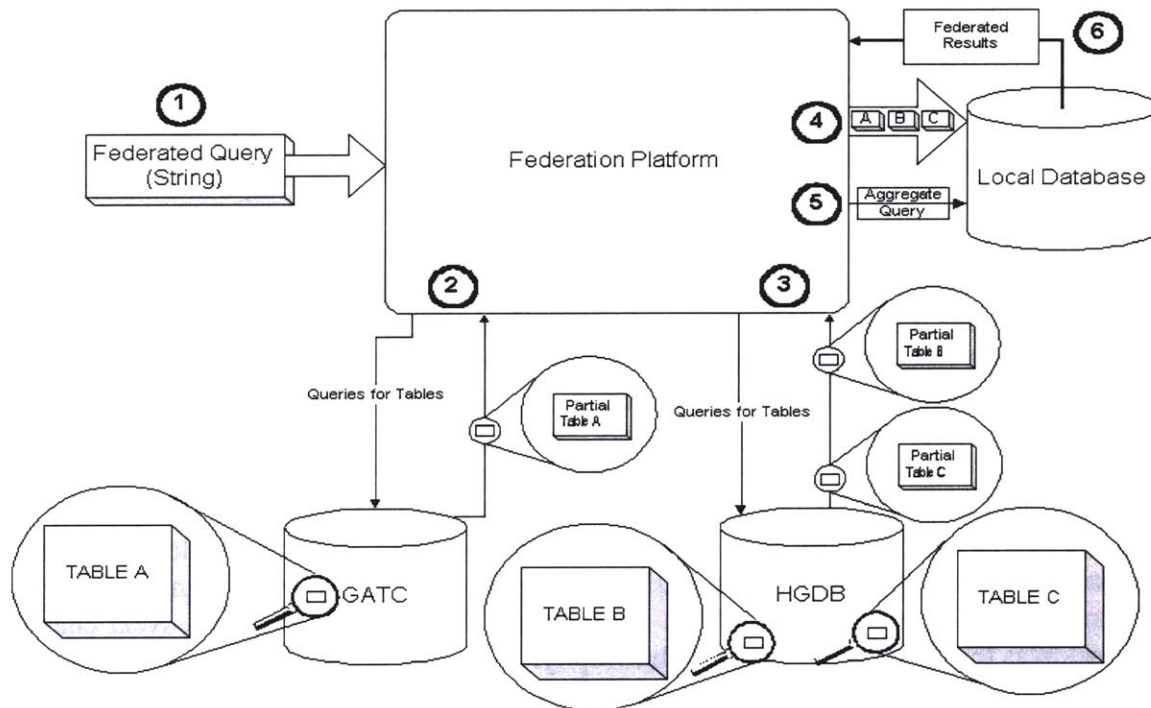 1
Federated Query
(String)
Federation Platform
Federated
Results
6
4
A B C
5
Aggregate
Query
Local Database
2
3
Queries for Tables
Partial
Table A
Queries for Tables
Partial
Table B
Partial
Table C
TABLE A
GATC
TABLE B
HGDB
TABLE C